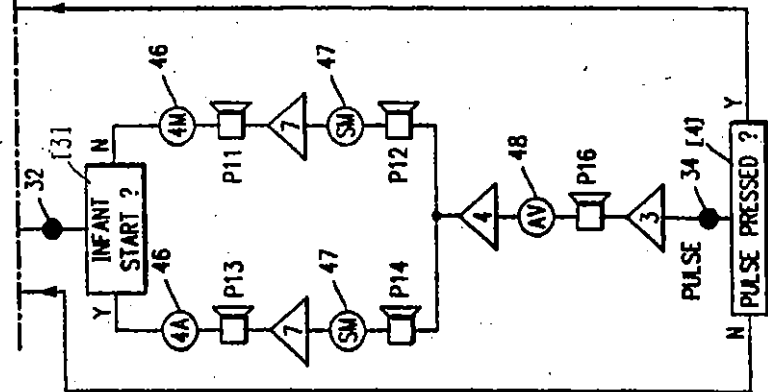 32
[3]
INFANT
START ?
Y
N
46
4A
46
4M
P13
P11
7
7
47
SM
47
SM
P14
P12
4
48
AV
P16
3
PULSE
34
[4]
PULSE PRESSED ?
N
Y